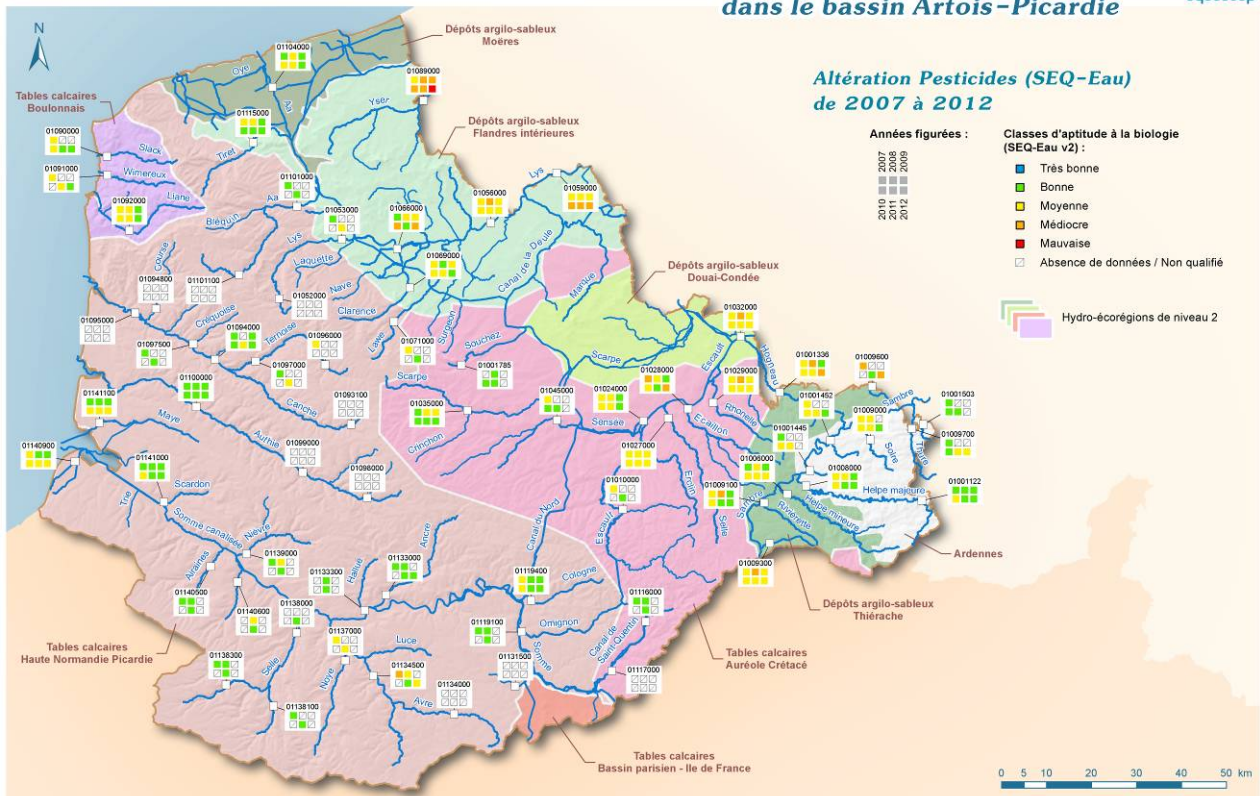 dans le bassin Artois-Picardie
Altération Pesticides (SEQ-Eau)
de 2007 à 2012
Années figurées :
2007
2008
2009
2010
2011
2012
Classes d'aptitude à la biologie
(SEQ-Eau v2) :
Très bonne
Bonne
Moyenne
Médiocre
Mauvaise
Absence de données / Non qualifié
Hydro-écorégions de niveau 2
N
Dépôts argilo-sableux
Moëres
Tables calcaires
Boulonnais
Dépôts argilo-sableux
Flandres intérieures
Dépôts argilo-sableux
Douai-Condée
Ardennes
Dépôts argilo-sableux
Thiérache
Tables calcaires
Auréole Crétacé
Tables calcaires
Haute Normandie Picardie
Tables calcaires
Bassin parisien - Ile de France
01104000
01089000
01115000
01090000
01091000
01092000
01101000
01053000
01066000
01056000
01059000
01069000
01094800
01101100
01052000
01095000
01097500
01094000
01096000
01097000
01071000
01001785
01032000
01028000
01029000
01001336
01009600
01001452
01009000
01001503
01009700
01001445
01008000
01001122
01141100
01100000
01093100
01035000
01045000
01024000
01027000
01006000
01009100
01010000
01009300
01140900
01141000
01099000
01098000
01139000
01133000
01133300
01119400
01116000
01140500
01140600
01138000
01137000
01119100
01131500
01117000
01138300
01134500
01134000
01138100
Oye
Aa
Yser
Slack
Wimereux
Liane
Tiret
Aa
Bléquin
Lys
Lys
Laquette
Nave
Clarence
Lawe
Surgeon
Souchez
Canal de la Deule
Marque
Course
Créquoise
Ternoise
Canche
Scarpe
Scarpe
Escault
Hogneau
Rhonelle
Ecaillon
Sensée
Crinchon
Maye
Authie
Erclin
Selle
Sambre
Sambre
Solre
Thure
Helpe majeure
Helpe mineure
Rivièrette
Escault
Canal du Nord
Trie
Scardon
Somme canalisée
Nièvre
Airaines
Hallue
Ancre
Cologne
Omignon
Somme
Canal de
Saint-Quentin
Selle
Noye
Luce
Avre
0 5 10 20 30 40 50 km